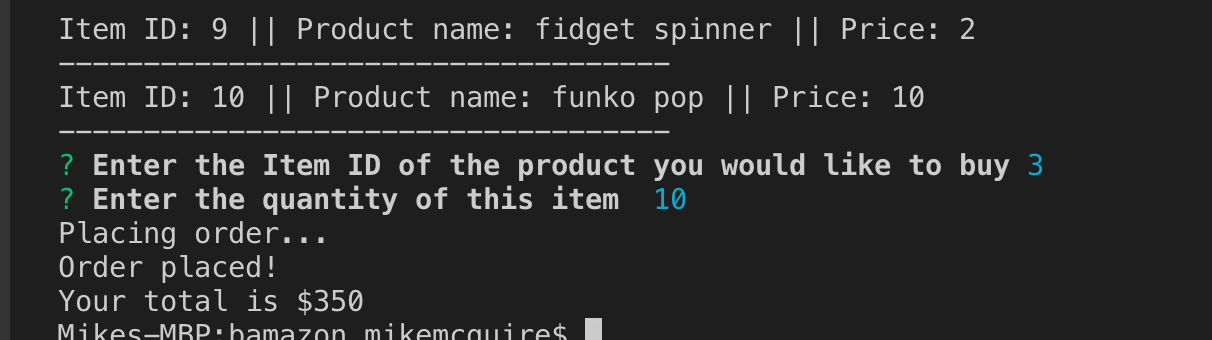 Item ID: 9 || Product name: fidget spinner || Price: 2
------------------------------------
Item ID: 10 || Product name: funko pop || Price: 10
------------------------------------
? Enter the Item ID of the product you would like to buy 3
? Enter the quantity of this item  10
Placing order...
Order placed!
Your total is $350
Mikes-MBP:bamazon mikemcguire$